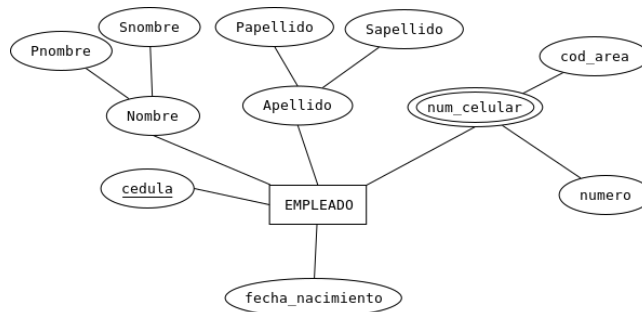 Snombre
Papellido
Sapellido
Pnombre
cod_area
Nombre
Apellido
num_celular
cedula
numero
EMPLEADO
fecha_nacimiento